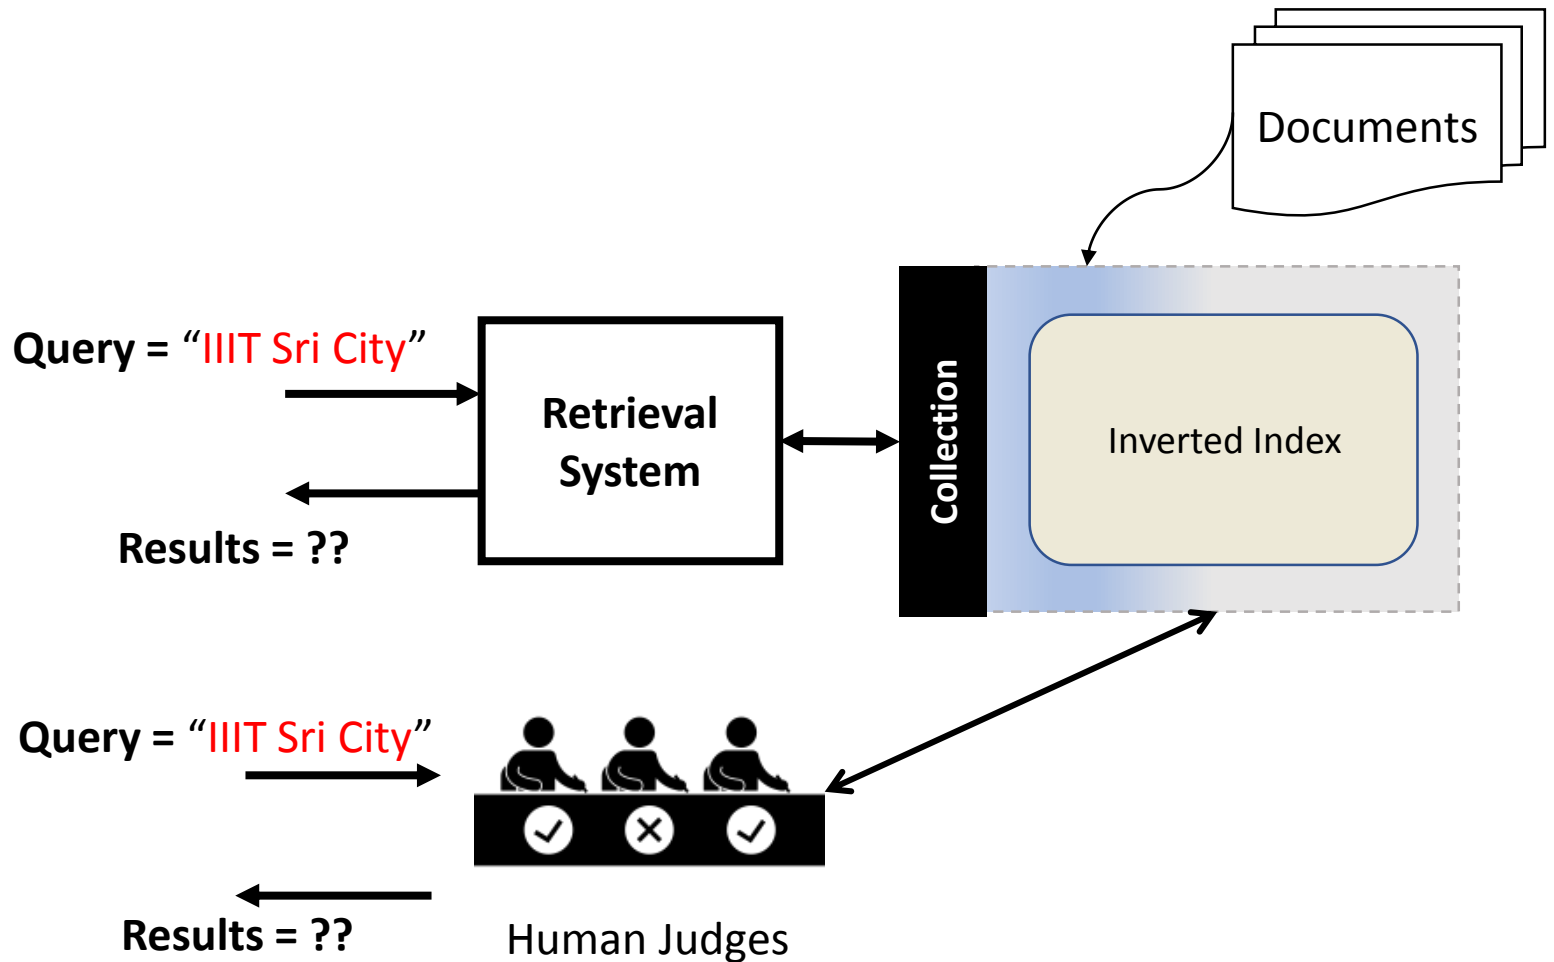 Documents
Query = “IIIT Sri City”
Retrieval
System
Results = ??
Collection
Inverted Index
Query = “IIIT Sri City”
Results = ??
Human Judges